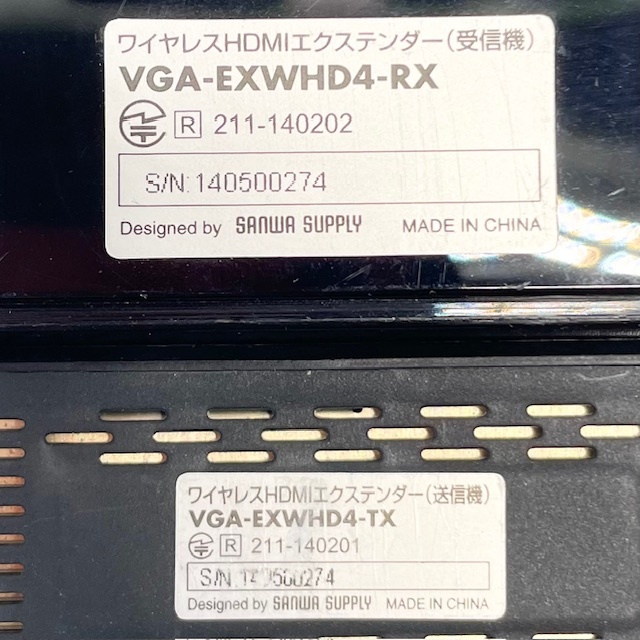 ワイヤレスHDMIエクステンダー(受信機)
VGA-EXWHD4-RX
R 211-140202
S/N:140500274
Designed by SANWA SUPPLY MADE IN CHINA
ワイヤレスHDMIエクステンダー(送信機)
VGA-EXWHD4-TX
R 211-140201
S/N:
Designed by SANWA SUPPLY MADE IN CHINA